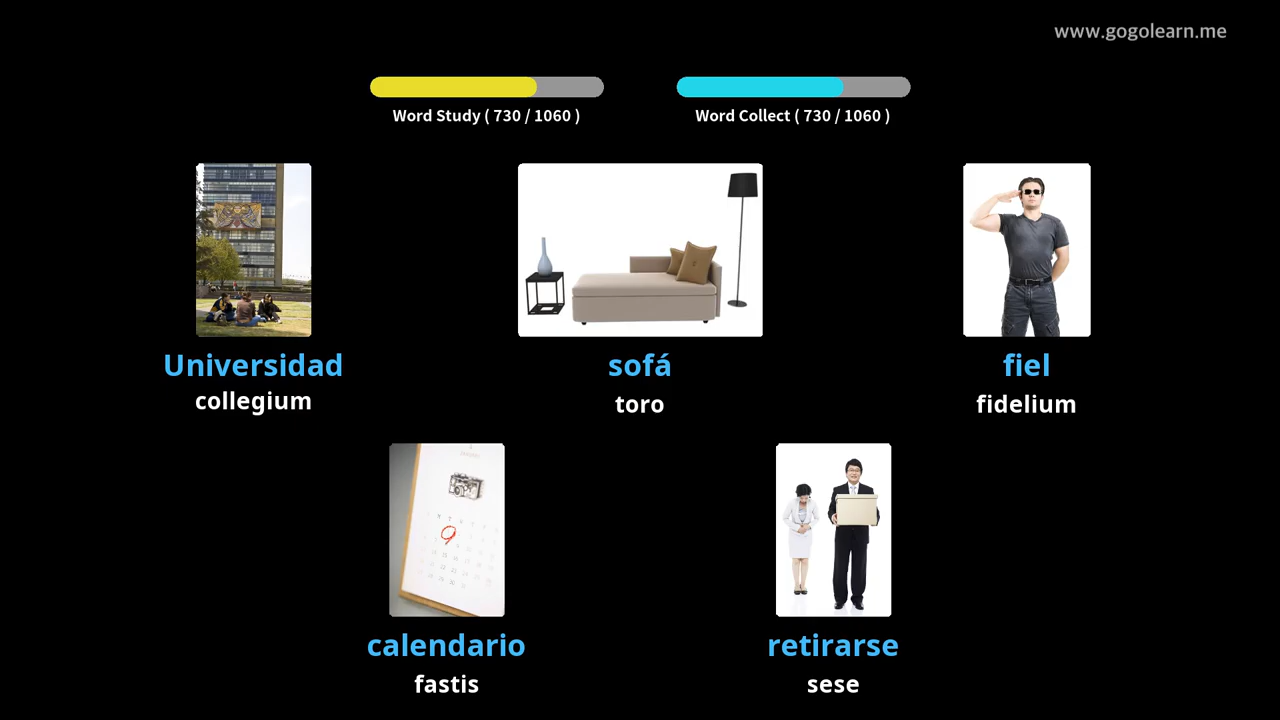 www.gogolearn.me
Word Study ( 730 / 1060 )
Word Collect ( 730 / 1060 )
Universidad
collegium
sofá
toro
fiel
fidelium
calendario
fastis
retirarse
sese